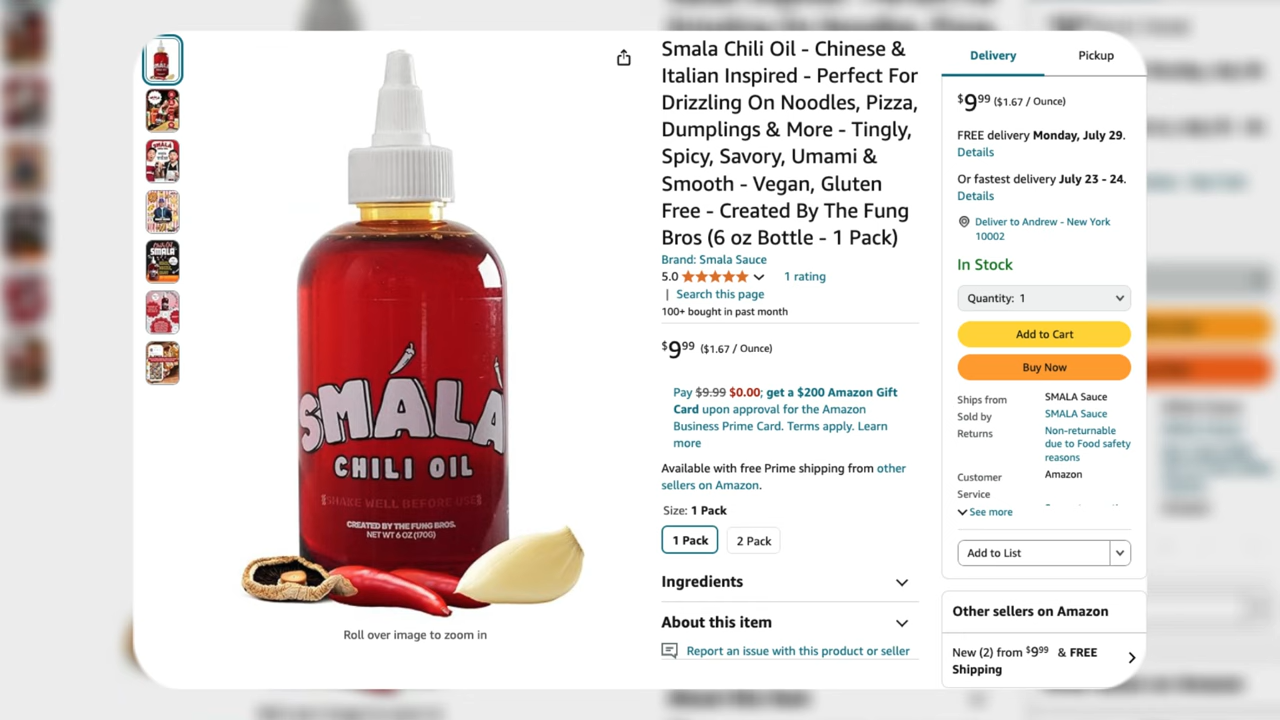 SMÁLÀ
CHILI OIL
SHAKE WELL BEFORE USE
CREATED BY THE FUNG BROS.
NET WT 6 OZ (170G)
Roll over image to zoom in
Smala Chili Oil - Chinese &
Italian Inspired - Perfect For
Drizzling On Noodles, Pizza,
Dumplings & More - Tingly,
Spicy, Savory, Umami &
Smooth - Vegan, Gluten
Free - Created By The Fung
Bros (6 oz Bottle - 1 Pack)
Brand: Smala Sauce
5.0 1 rating
| Search this page
100+ bought in past month
$9.99 ($1.67 / Ounce)
Pay $9.99 $0.00; get a $200 Amazon Gift
Card upon approval for the Amazon
Business Prime Card. Terms apply. Learn
more
Available with free Prime shipping from other
sellers on Amazon.
Size: 1 Pack
1 Pack 2 Pack
Ingredients
About this item
Report an issue with this product or seller
Delivery Pickup
$9.99 ($1.67 / Ounce)
FREE delivery Monday, July 29.
Details
Or fastest delivery July 23 - 24.
Details
Deliver to Andrew - New York
10002
In Stock
Quantity: 1
Add to Cart
Buy Now
Ships from SMALA Sauce
Sold by SMALA Sauce
Returns Non-returnable
due to Food safety
reasons
Customer Amazon
Service
See more
Add to List
Other sellers on Amazon
New (2) from $9.99 & FREE
Shipping